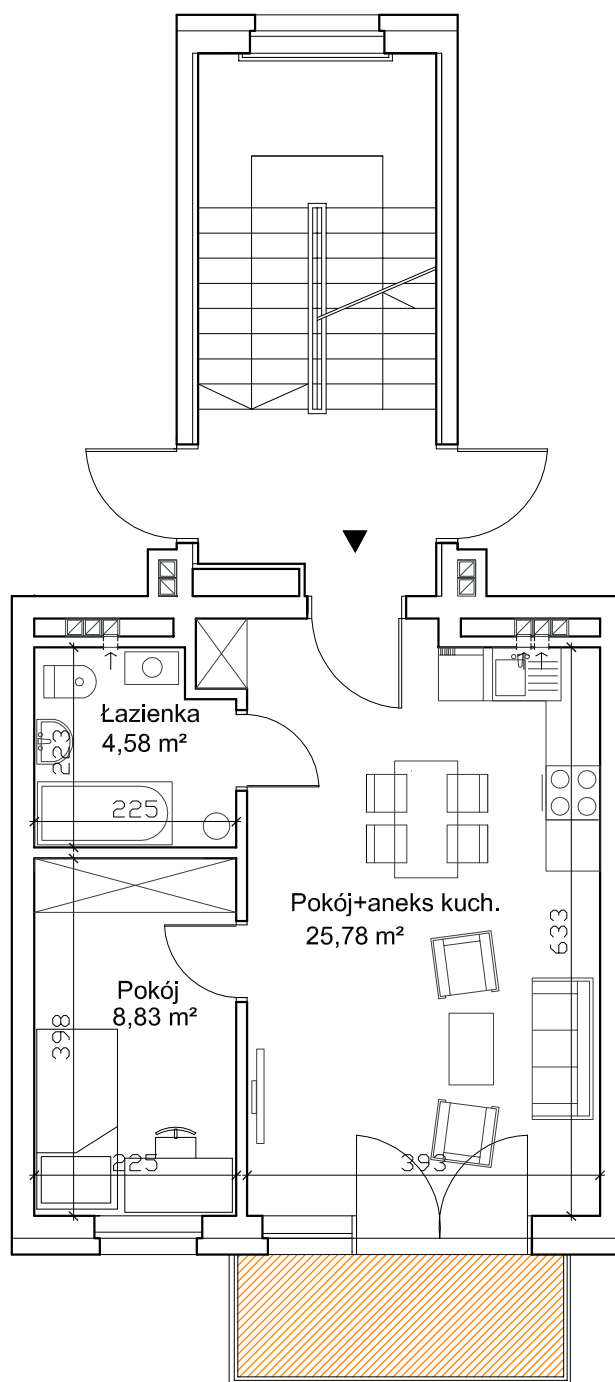 Łazienka
4,58 m²
223
225
Pokój+aneks kuch.
25,78 m²
633
Pokój
8,83 m²
398
225
393